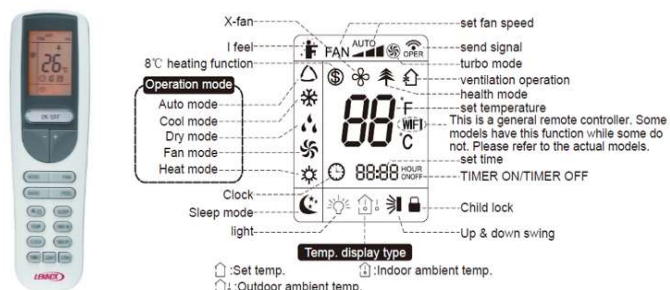 X-fan
set fan speed
I feel
FAN
AUTO
OPER
send signal
8℃ heating function
turbo mode
ventilation operation
Operation mode
health mode
set temperature
Auto mode
88
°F
WIFI
°C
This is a general remote controller. Some
models have this function while some do
not. Please refer to the actual models.
Cool mode
Dry mode
Fan mode
Heat mode
set time
88:88
HOUR
ONOFF
TIMER ON/TIMER OFF
Clock
Sleep mode
Child lock
light
Up & down swing
Temp. display type
:Set temp.
:Indoor ambient temp.
:Outdoor ambient temp.
26
ON/OFF
LENNOX